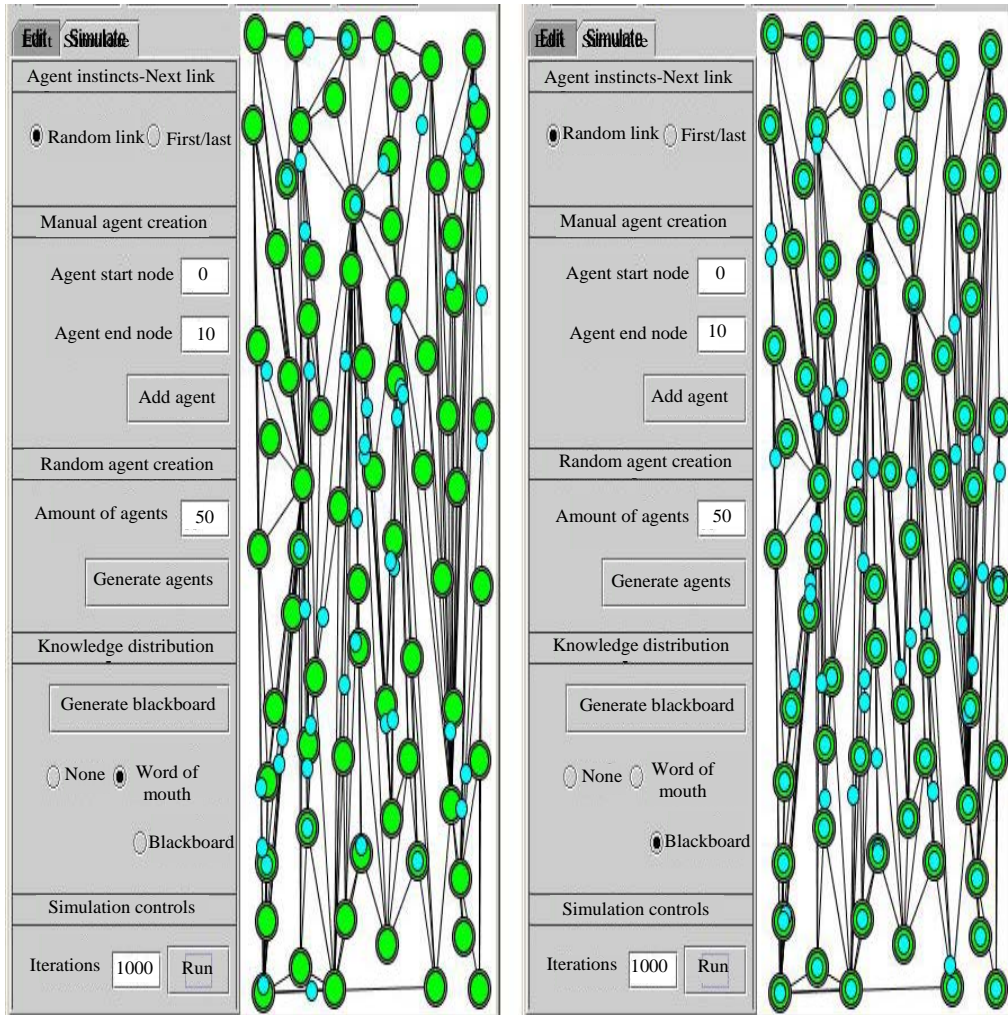 Edit Simulate
Agent instincts-Next link
Random link First/last
Manual agent creation
Agent start node 0
Agent end node 10
Add agent
Random agent creation
Amount of agents 50
Generate agents
Knowledge distribution
Generate blackboard
None Word of
mouth
Blackboard
Simulation controls
Iterations 1000 Run
Edit Simulate
Agent instincts-Next link
Random link First/last
Manual agent creation
Agent start node 0
Agent end node 10
Add agent
Random agent creation
Amount of agents 50
Generate agents
Knowledge distribution
Generate blackboard
None Word of
mouth
Blackboard
Simulation controls
Iterations 1000 Run